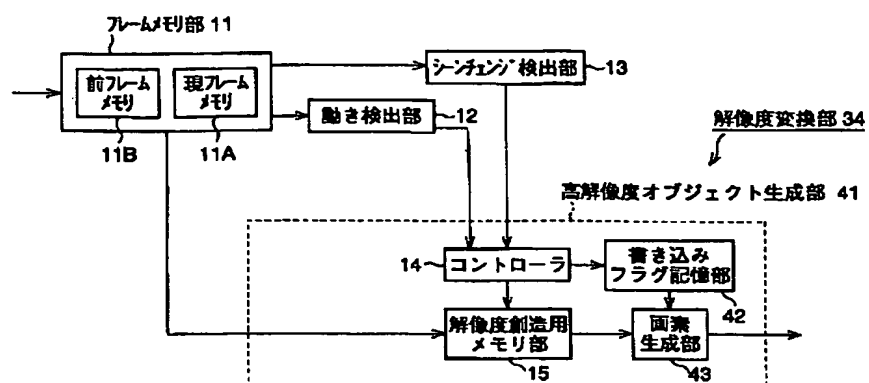 フレームメモリ部 11
前フレーム
メモリ
現フレーム
メモリ
11B
11A
シーンチェンジ検出部
13
動き検出部
12
解像度変換部 34
高解像度オブジェクト生成部 41
14
コントローラ
書き込み
フラグ記憶部
42
解像度創造用
メモリ部
15
画素
生成部
43